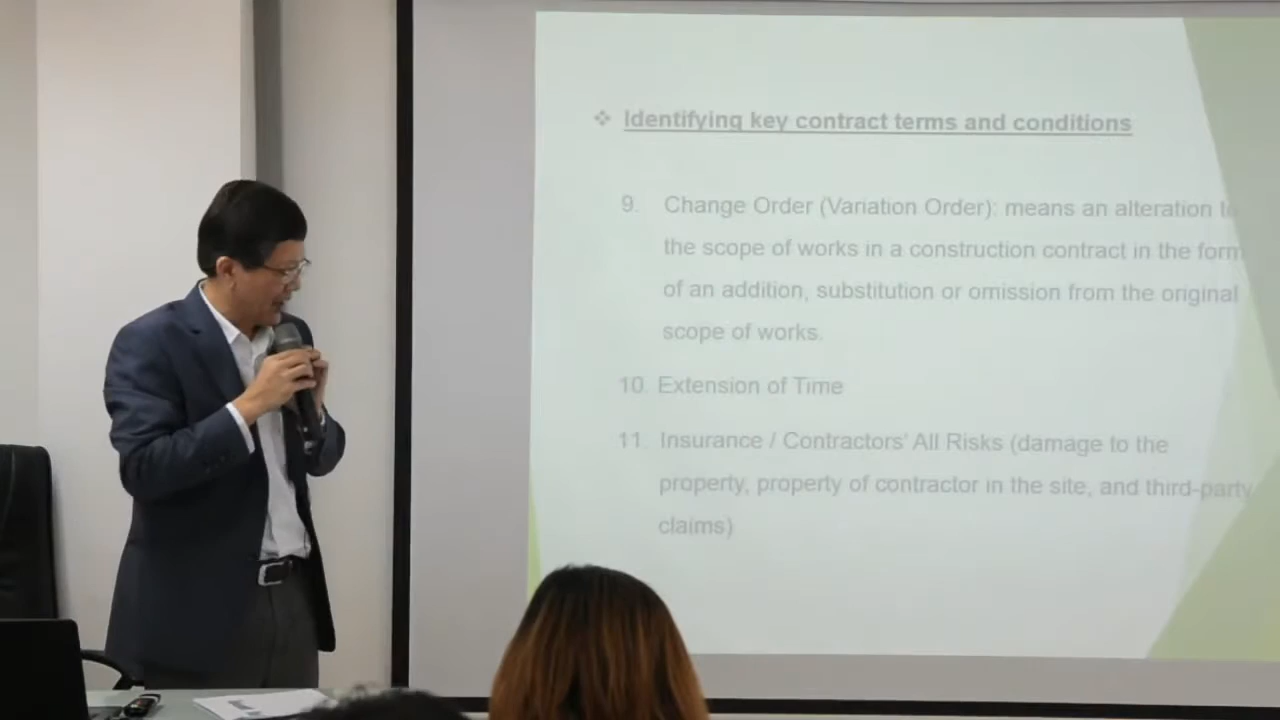 ❖ Identifying key contract terms and conditions
9. Change Order (Variation Order): means an alteration to
the scope of works in a construction contract in the form
of an addition, substitution or omission from the original
scope of works.
10. Extension of Time
11. Insurance / Contractors' All Risks (damage to the
property, property of contractor in the site, and third-party
claims)